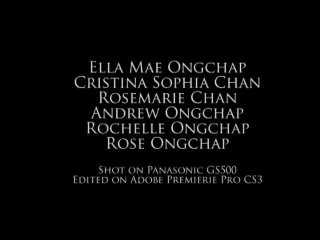 Ella Mae Ongchap
Cristina Sophia Chan
Rosemarie Chan
Andrew Ongchap
Rochelle Ongchap
Rose Ongchap
Shot on Panasonic GS500
Edited on Adobe Premierie Pro CS3